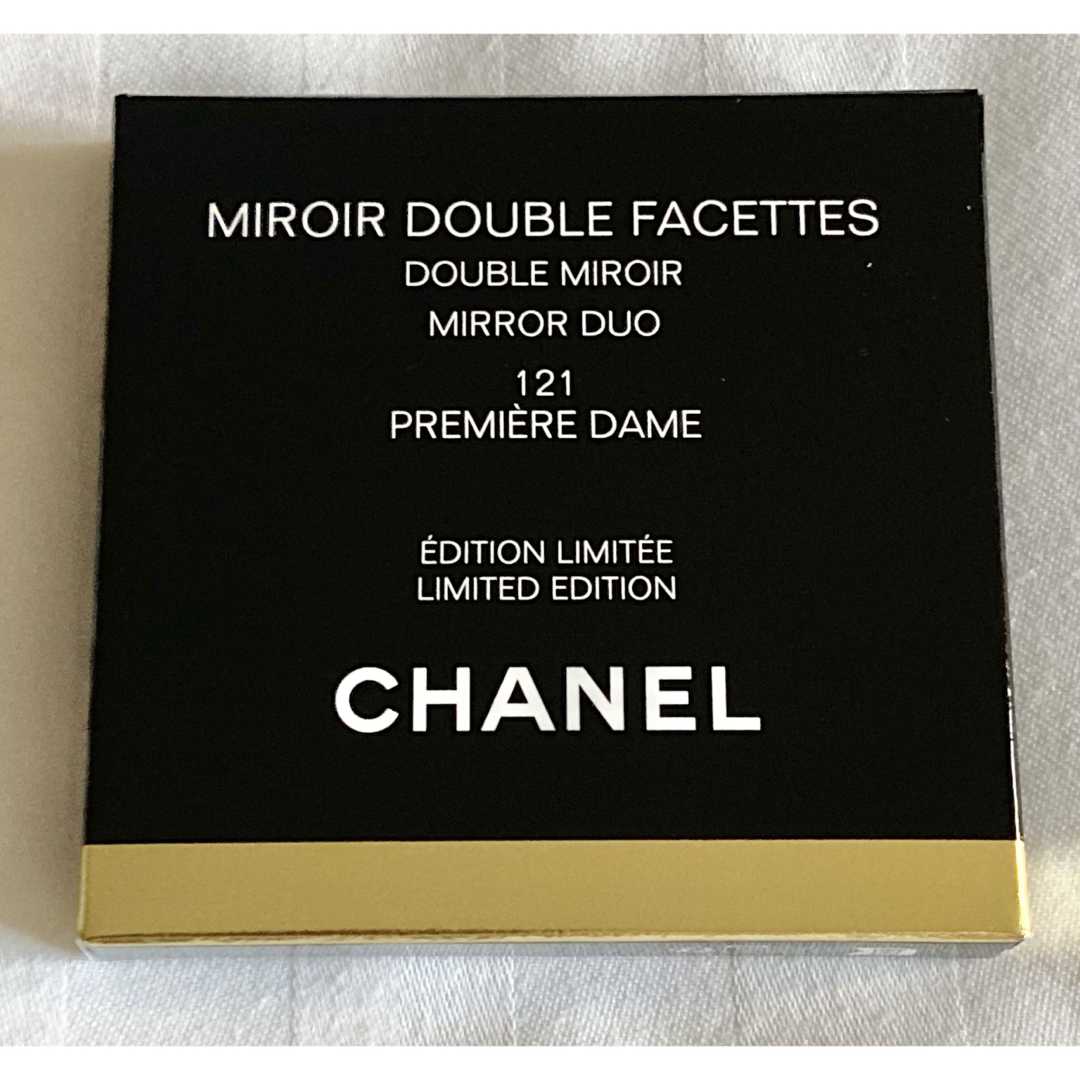 MIROIR DOUBLE FACETTES
DOUBLE MIROIR
MIRROR DUO
121
PREMIÈRE DAME
ÉDITION LIMITÉE
LIMITED EDITION
CHANEL